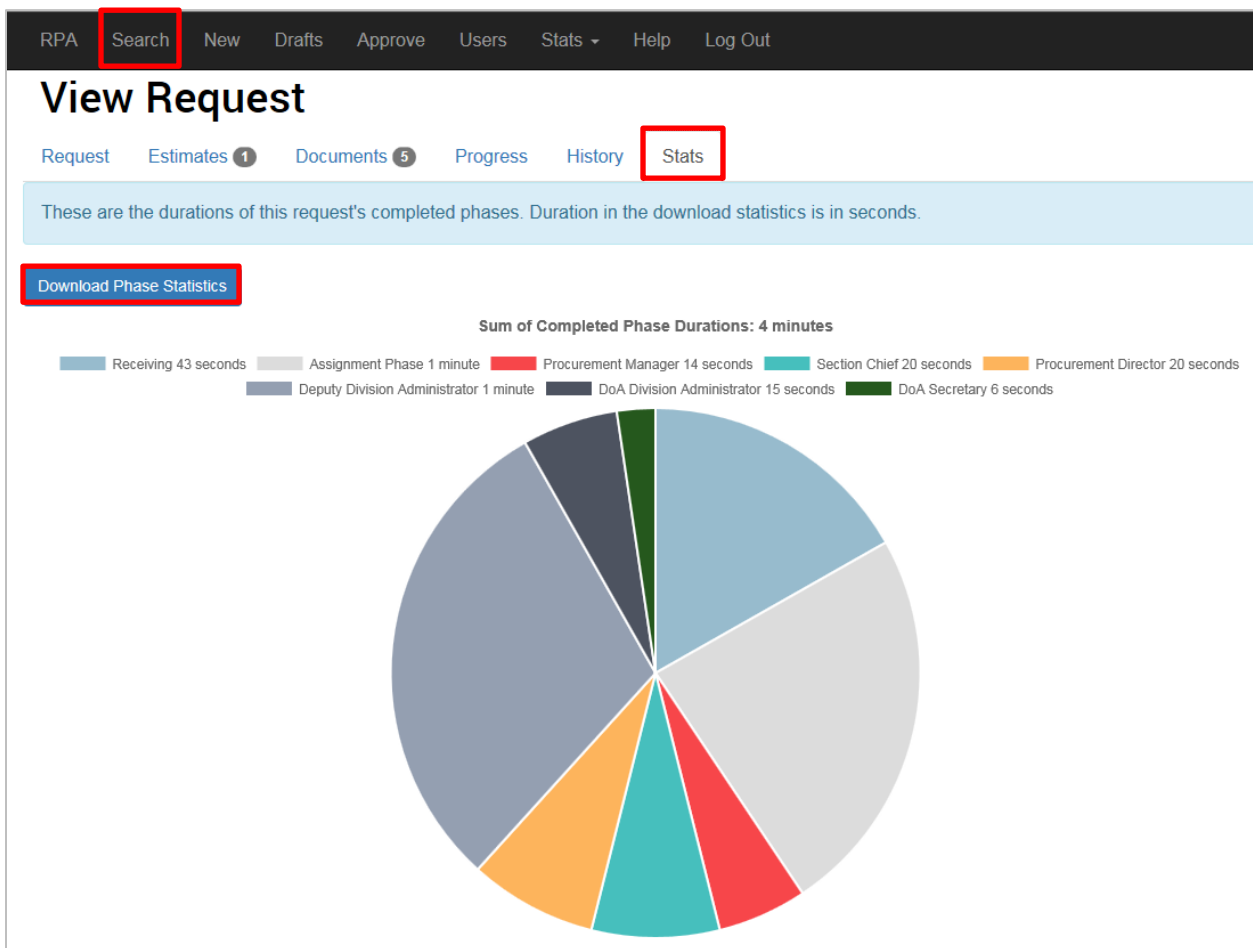 RPA Search New Drafts Approve Users Stats Help Log Out
View Request
Request Estimates 1 Documents 5 Progress History Stats
These are the durations of this request's completed phases. Duration in the download statistics is in seconds.
Download Phase Statistics
Sum of Completed Phase Durations: 4 minutes
Receiving 43 seconds Assignment Phase 1 minute Procurement Manager 14 seconds Section Chief 20 seconds Procurement Director 20 seconds
Deputy Division Administrator 1 minute DoA Division Administrator 15 seconds DoA Secretary 6 seconds